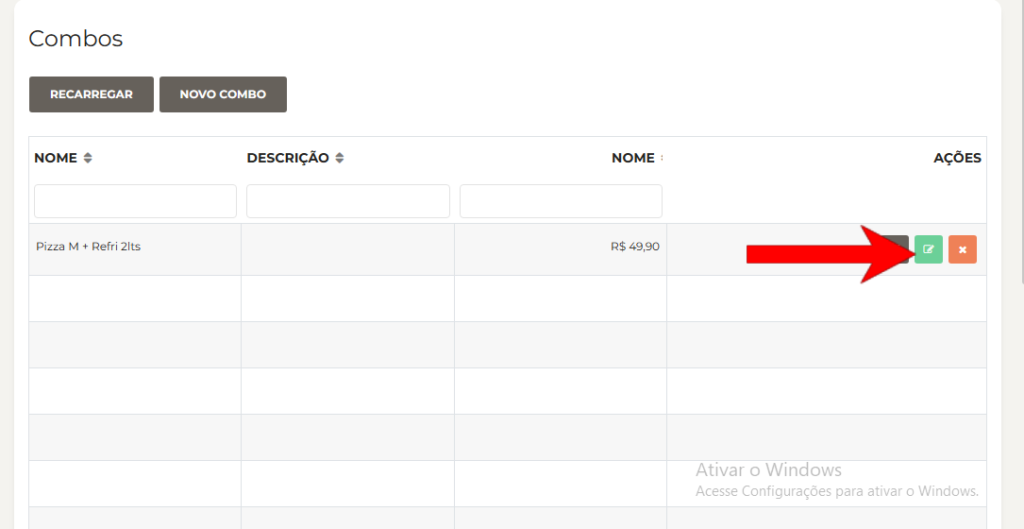 Combos
RECARREGAR
NOVO COMBO
NOME
DESCRIÇÃO
NOME
AÇÕES
Pizza M + Refri 2lts
R$ 49,90
Ativar o Windows
Acesse Configurações para ativar o Windows.